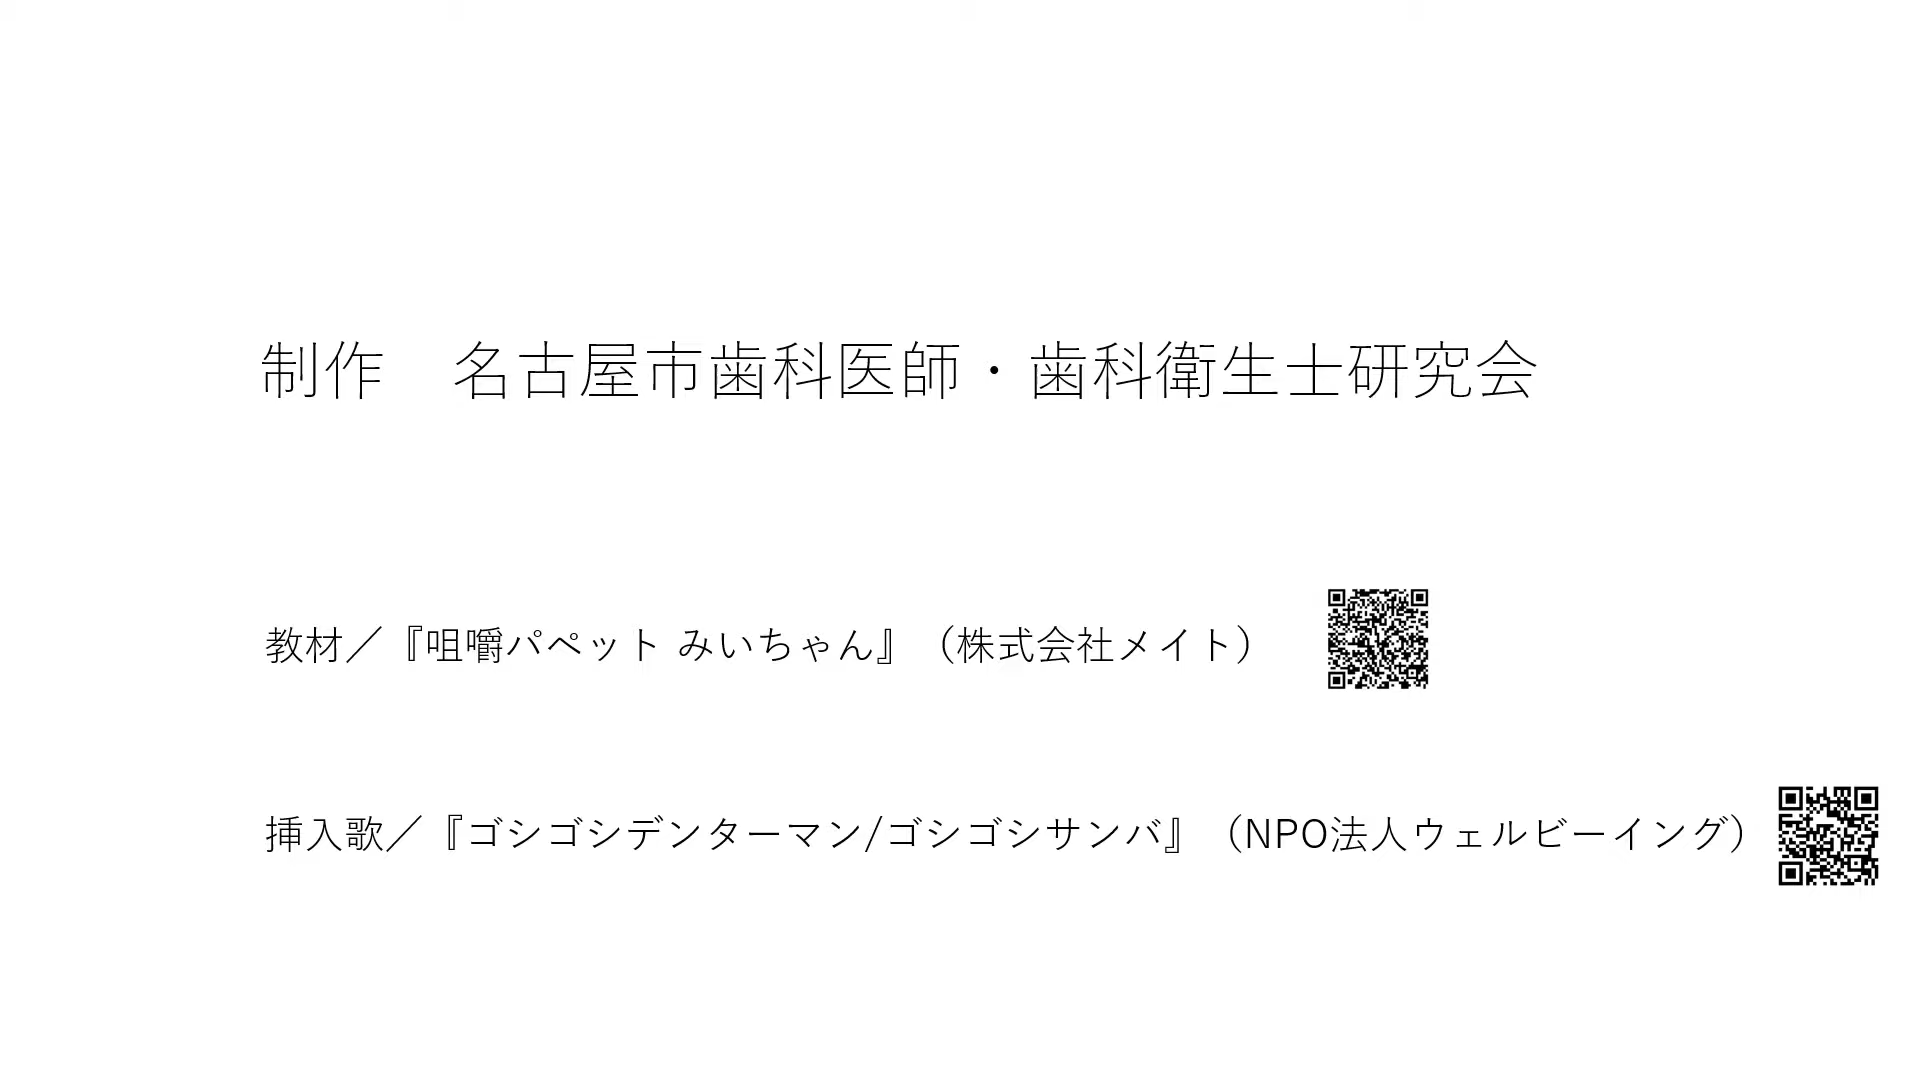 制作　名古屋市歯科医師・歯科衛生士研究会
教材／『咀嚼パペット みいちゃん』（株式会社メイト）
挿入歌／『ゴシゴシデンターマン/ゴシゴシサンバ』（NPO法人ウェルビーイング）